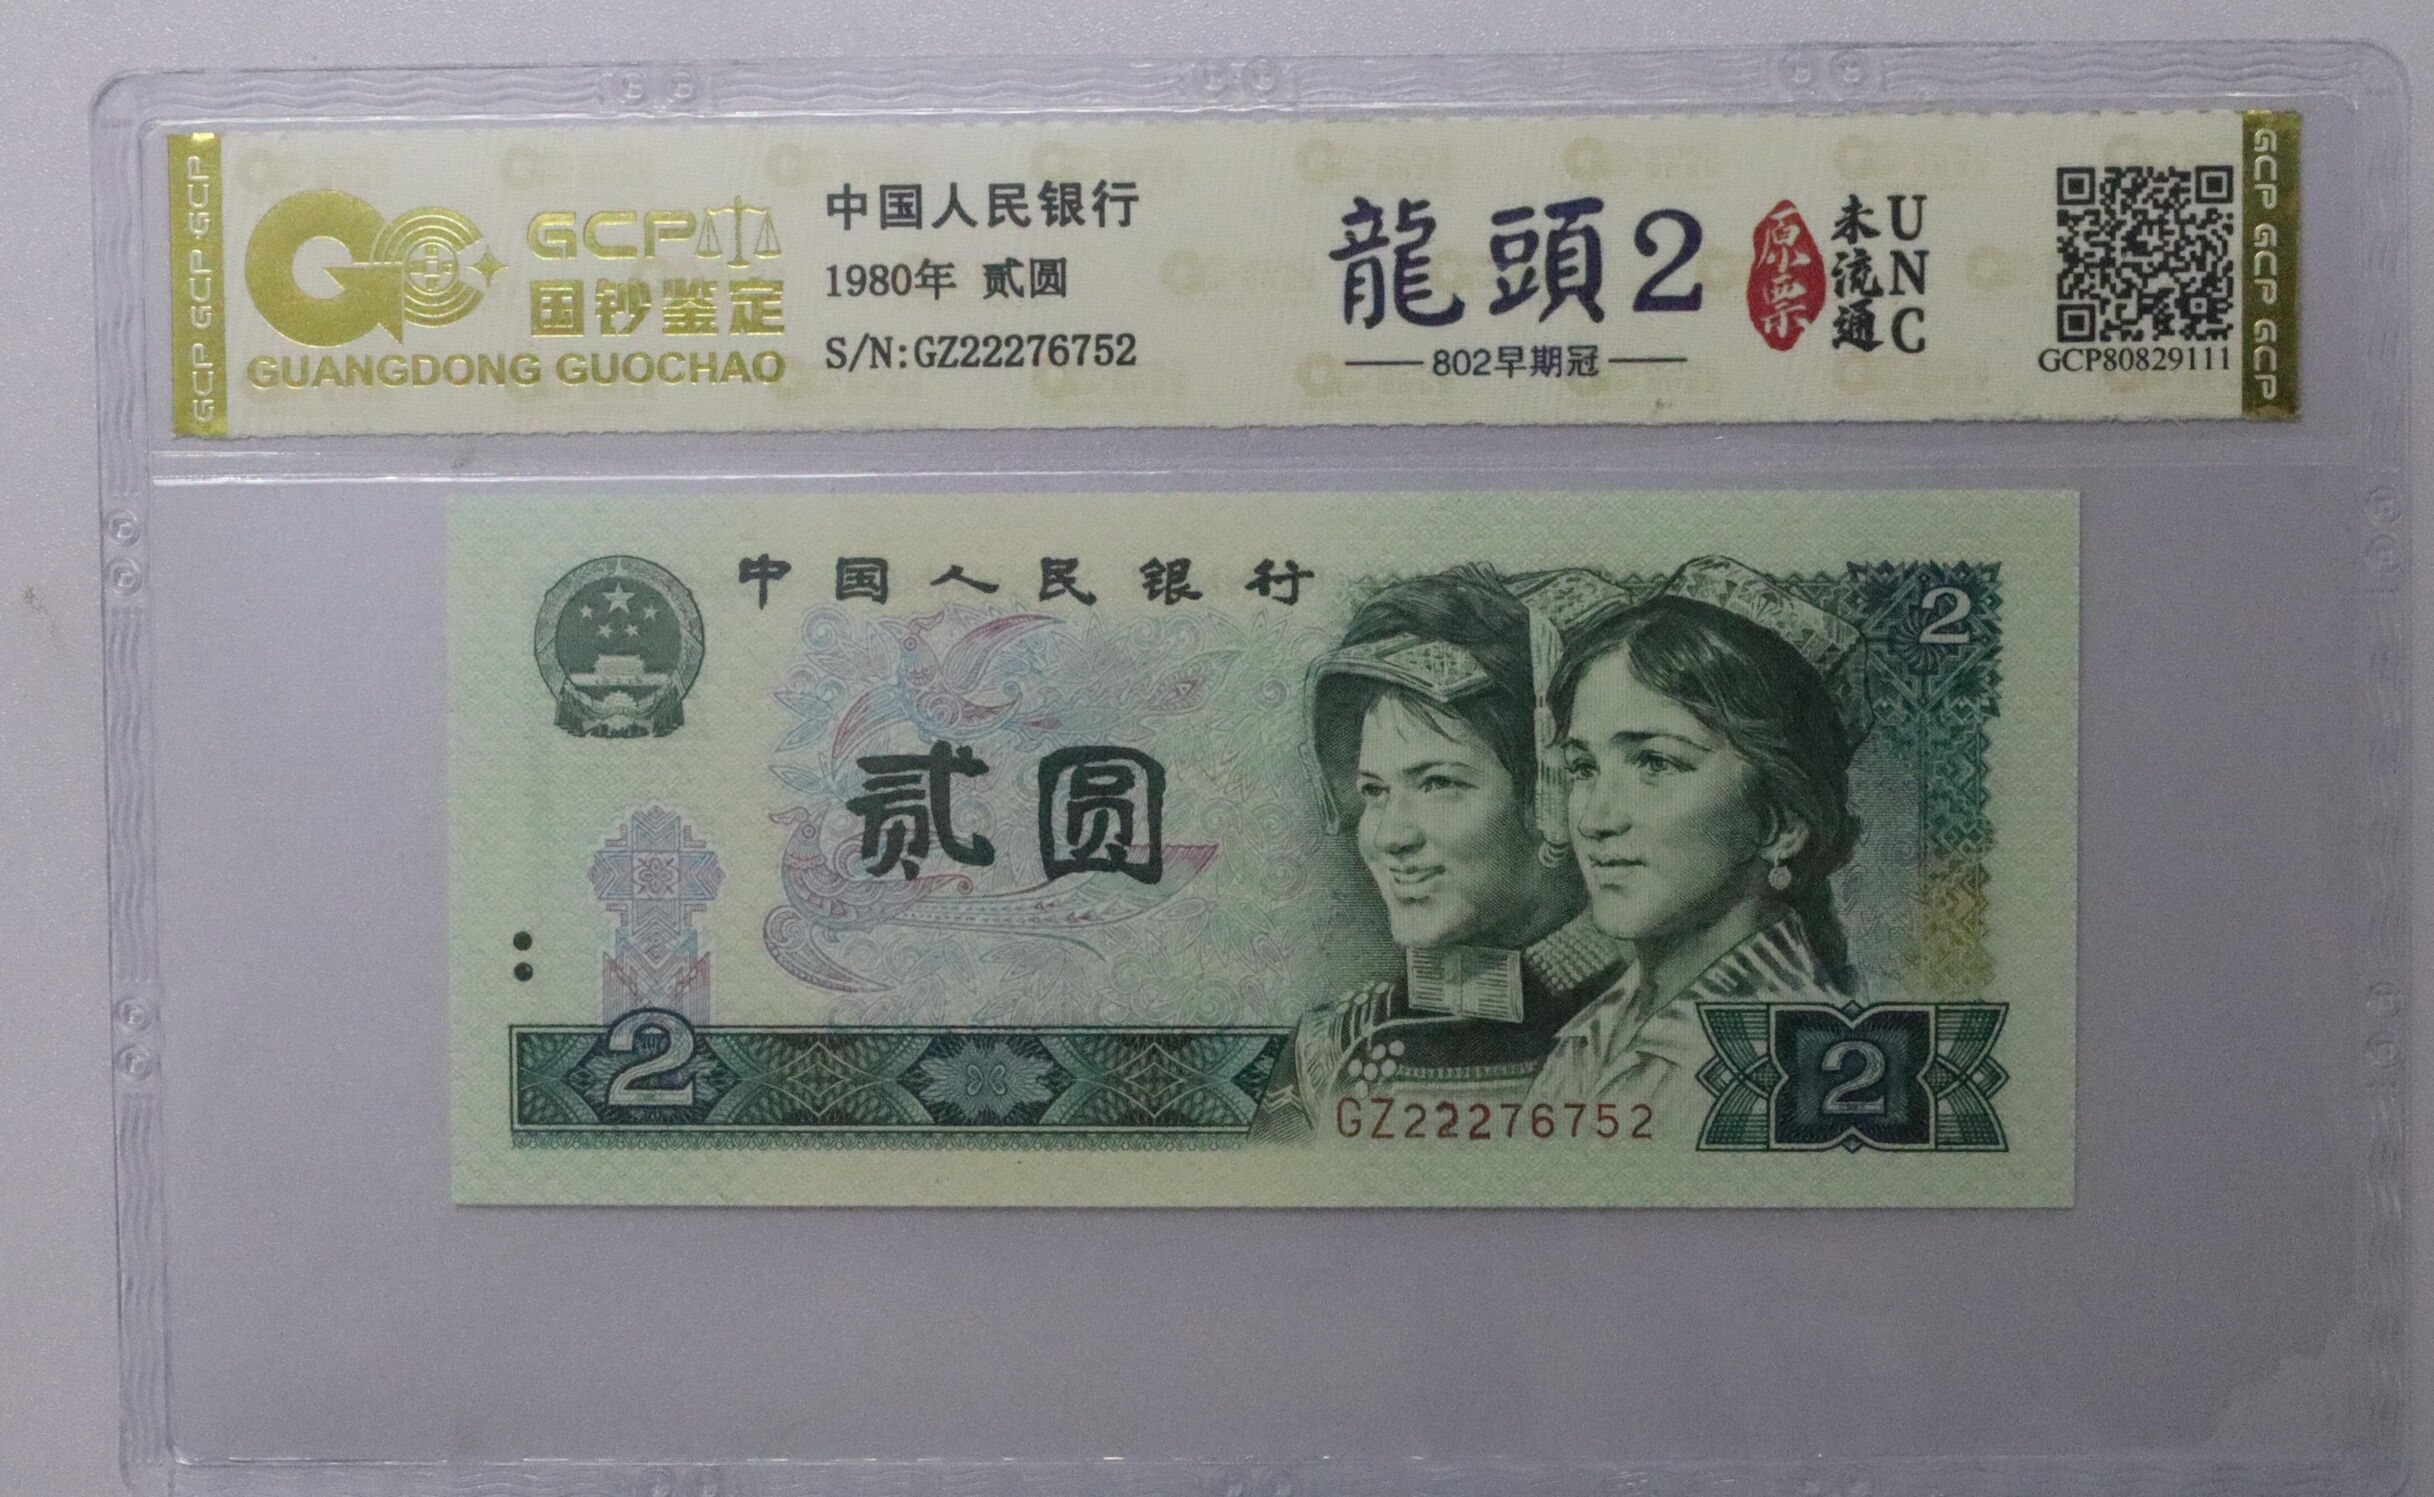 GCP GCP GCP
GCP
国钞鉴定
GUANGDONG GUOCHAO
中国人民银行
1980年 贰圆
S/N:GZ22276752
龍頭2
802早期冠
原票
未流通
UNC
GCP80829111
GCP GCP GCP
中国人民银行
2
贰圆
2
2
GZ22276752